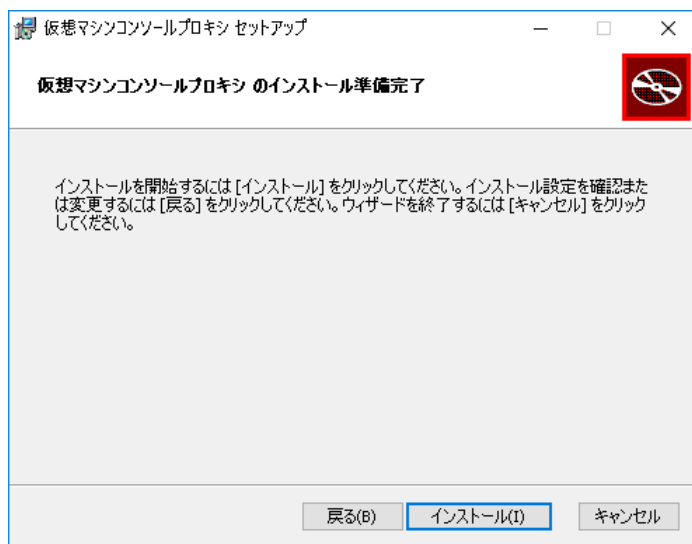 仮想マシンコンソールプロキシ セットアップ
仮想マシンコンソールプロキシ のインストール準備完了
インストールを開始するには [インストール] をクリックしてください。インストール設定を確認また
は変更するには [戻る] をクリックしてください。ウィザードを終了するには [キャンセル] をクリック
してください。
戻る(B) インストール(I) キャンセル